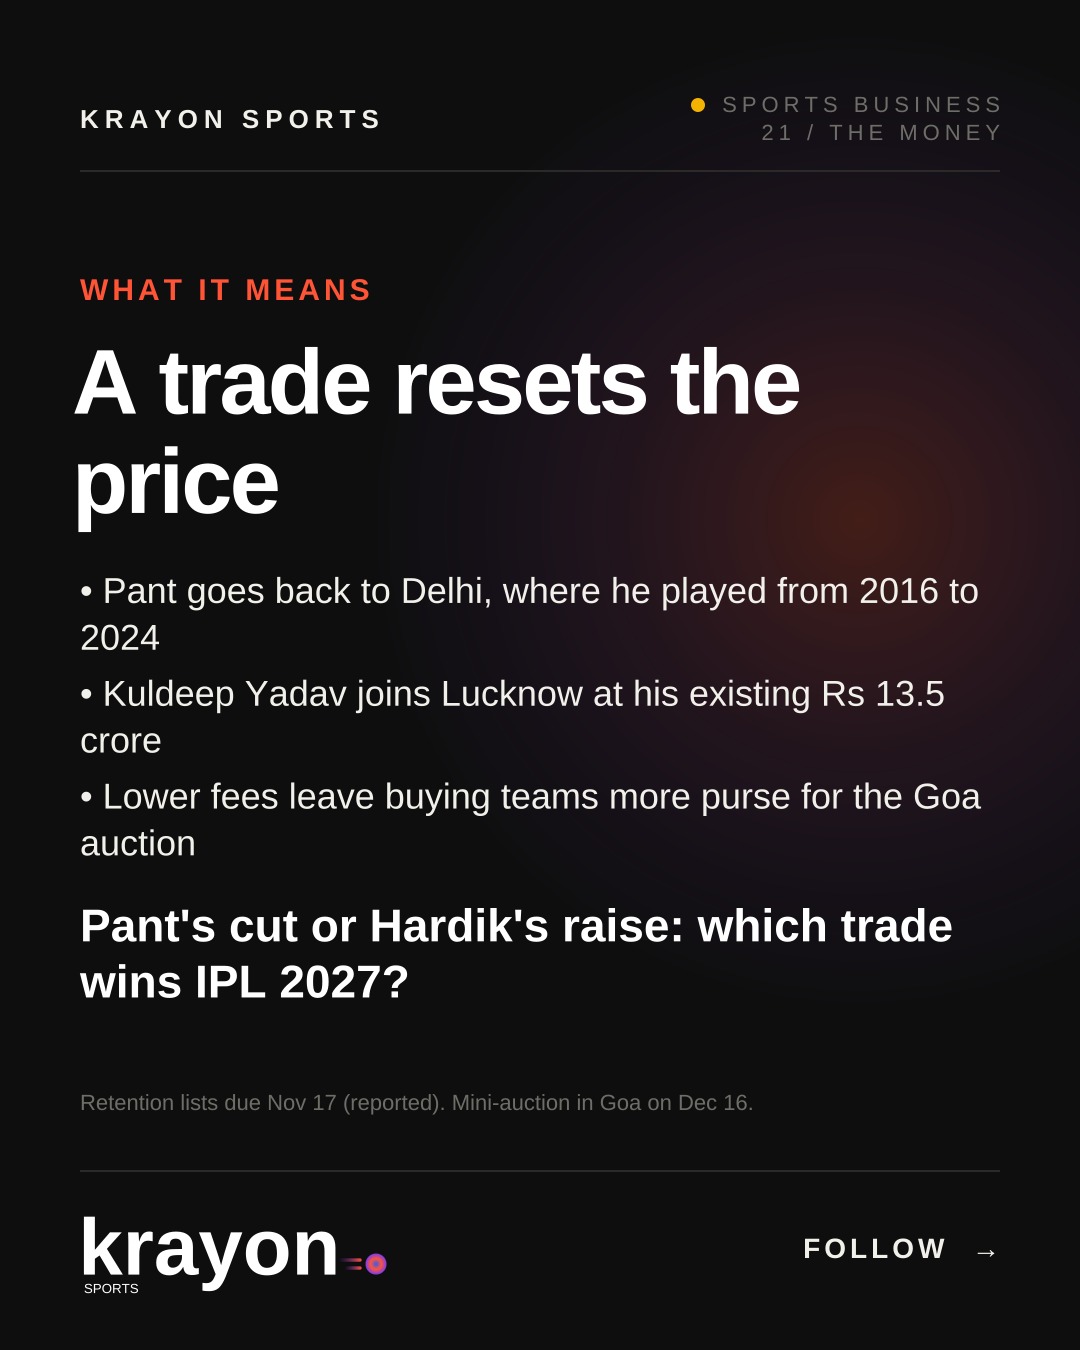 KRAYON SPORTS
SPORTS BUSINESS
21 / THE MONEY
WHAT IT MEANS
A trade resets the
price
• Pant goes back to Delhi, where he played from 2016 to
2024
• Kuldeep Yadav joins Lucknow at his existing Rs 13.5
crore
• Lower fees leave buying teams more purse for the Goa
auction
Pant's cut or Hardik's raise: which trade
wins IPL 2027?
Retention lists due Nov 17 (reported). Mini-auction in Goa on Dec 16.
krayon
SPORTS
FOLLOW →